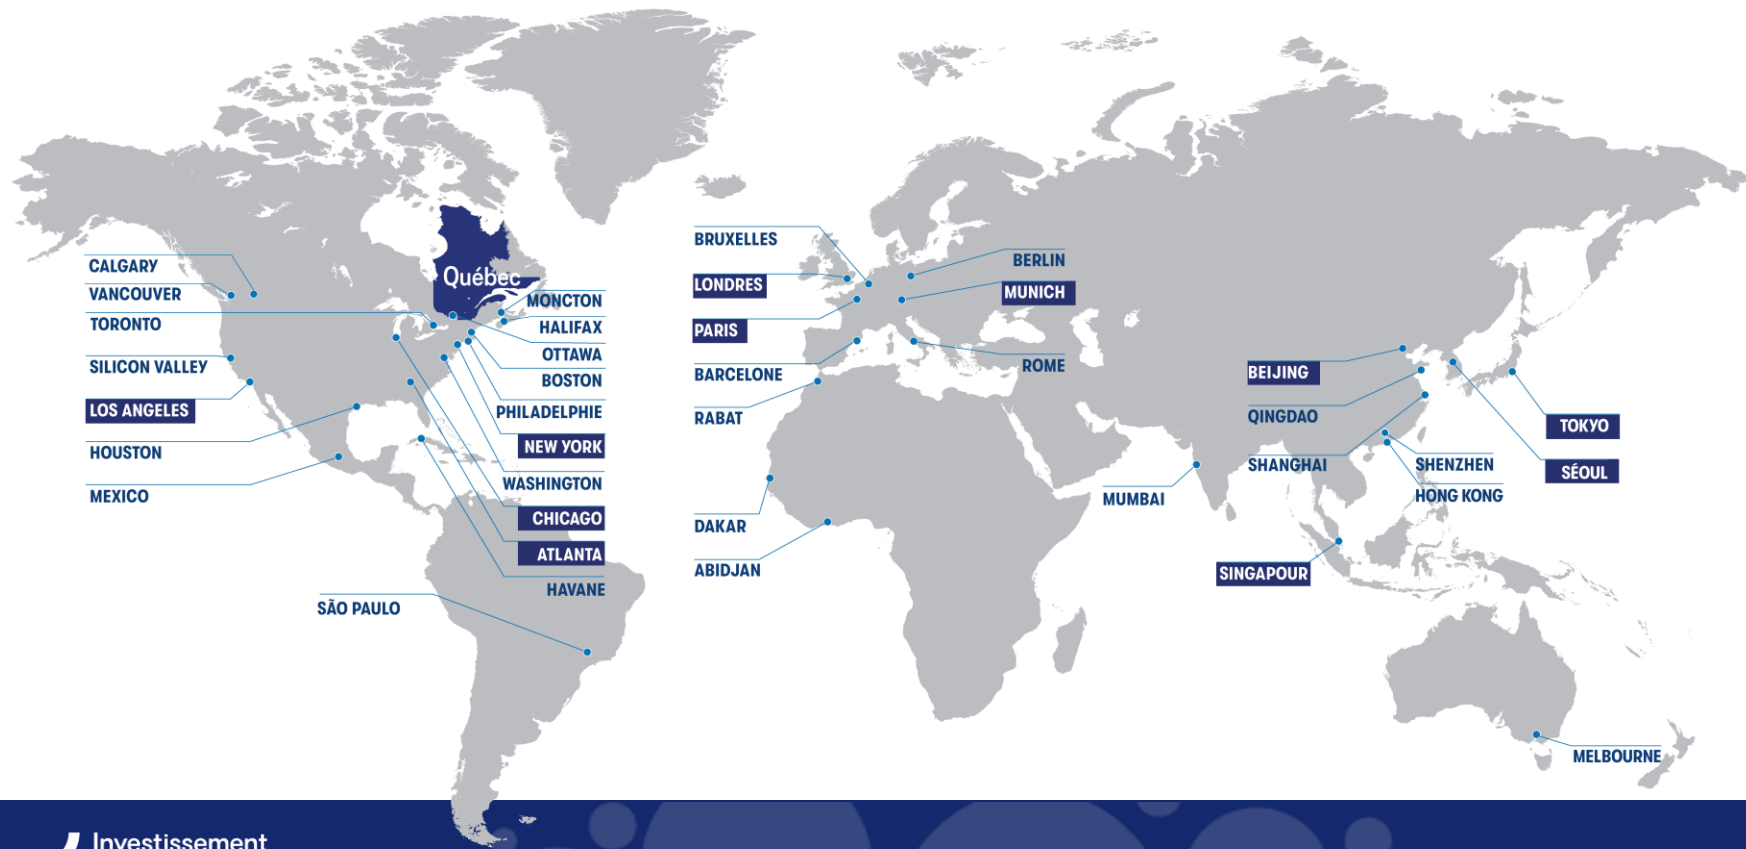 CALGARY
VANCOUVER
TORONTO
SILICON VALLEY
LOS ANGELES
HOUSTON
MEXICO
Québec
MONCTON
HALIFAX
OTTAWA
BOSTON
PHILADELPHIE
NEW YORK
WASHINGTON
CHICAGO
ATLANTA
HAVANE
SÃO PAULO
BRUXELLES
LONDRES
PARIS
BARCELONE
RABAT
DAKAR
ABIDJAN
BERLIN
MUNICH
ROME
MUMBAI
BEIJING
QINGDAO
SHANGHAI
SINGAPOUR
SHENZHEN
HONG KONG
TOKYO
SÉOUL
MELBOURNE
Investissement